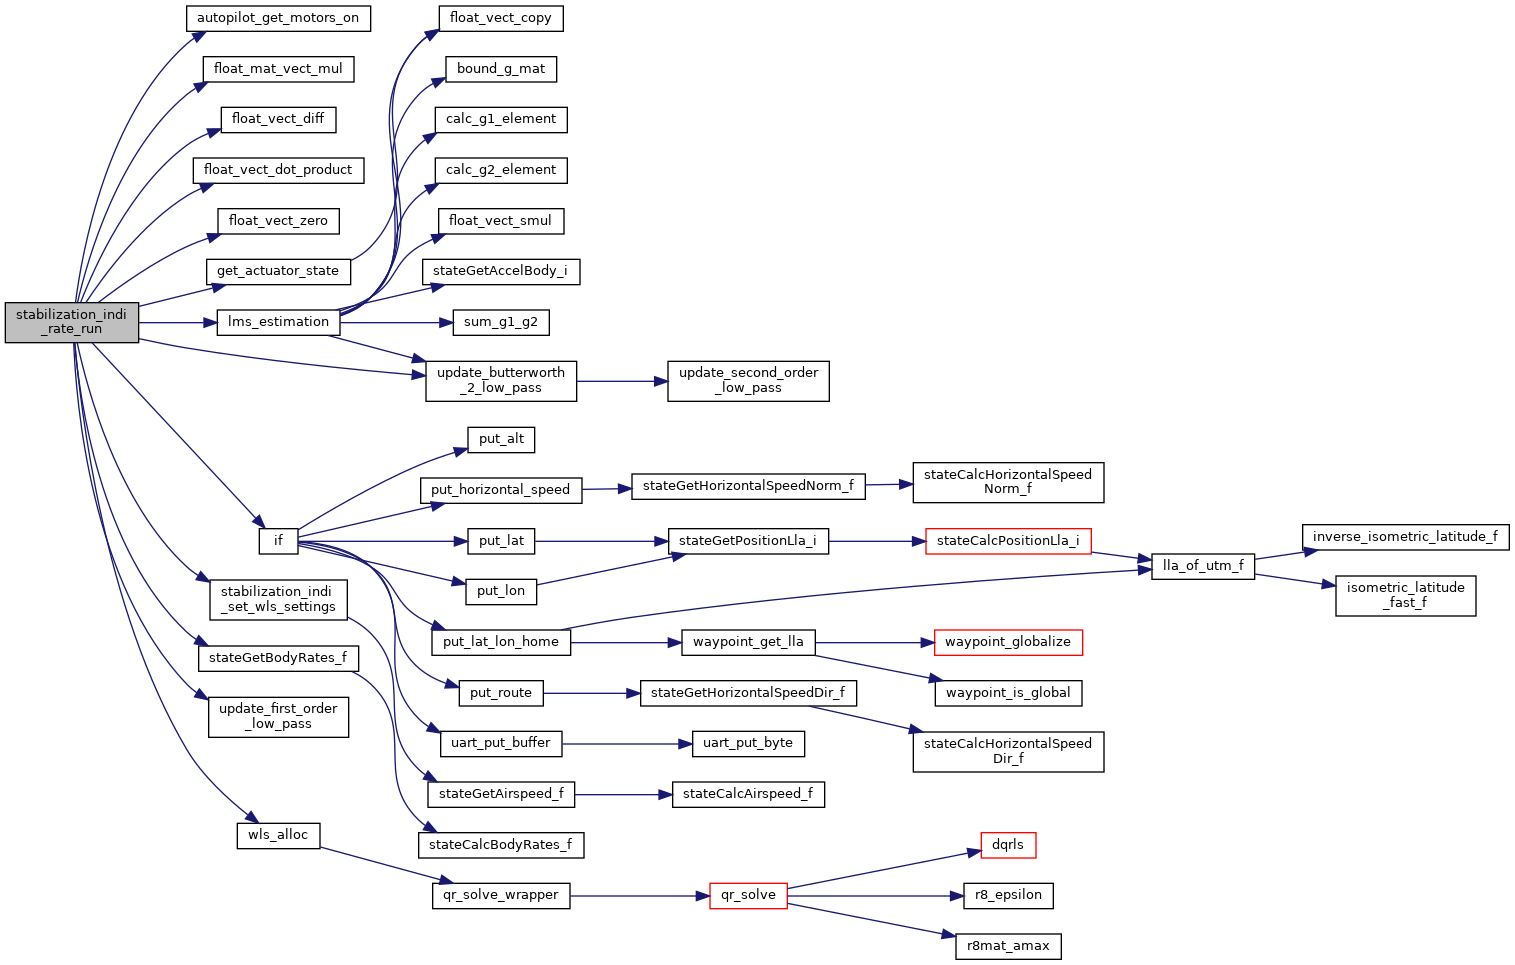 stabilization_indi
_rate_run
autopilot_get_motors_on
float_mat_vect_mul
float_vect_diff
float_vect_dot_product
float_vect_zero
get_actuator_state
lms_estimation
if
stabilization_indi
_set_wls_settings
stateGetBodyRates_f
update_first_order
_low_pass
wls_alloc
float_vect_copy
bound_g_mat
calc_g1_element
calc_g2_element
float_vect_smul
stateGetAccelBody_i
sum_g1_g2
update_butterworth
_2_low_pass
put_alt
put_horizontal_speed
put_lat
put_lon
put_lat_lon_home
put_route
uart_put_buffer
stateGetAirspeed_f
stateCalcBodyRates_f
qr_solve_wrapper
update_second_order
_low_pass
stateGetHorizontalSpeedNorm_f
stateGetPositionLla_i
waypoint_get_lla
stateGetHorizontalSpeedDir_f
uart_put_byte
stateCalcAirspeed_f
qr_solve
stateCalcHorizontalSpeed
Norm_f
stateCalcPositionLla_i
waypoint_globalize
waypoint_is_global
stateCalcHorizontalSpeed
Dir_f
dqrls
r8_epsilon
r8mat_amax
lla_of_utm_f
inverse_isometric_latitude_f
isometric_latitude
_fast_f